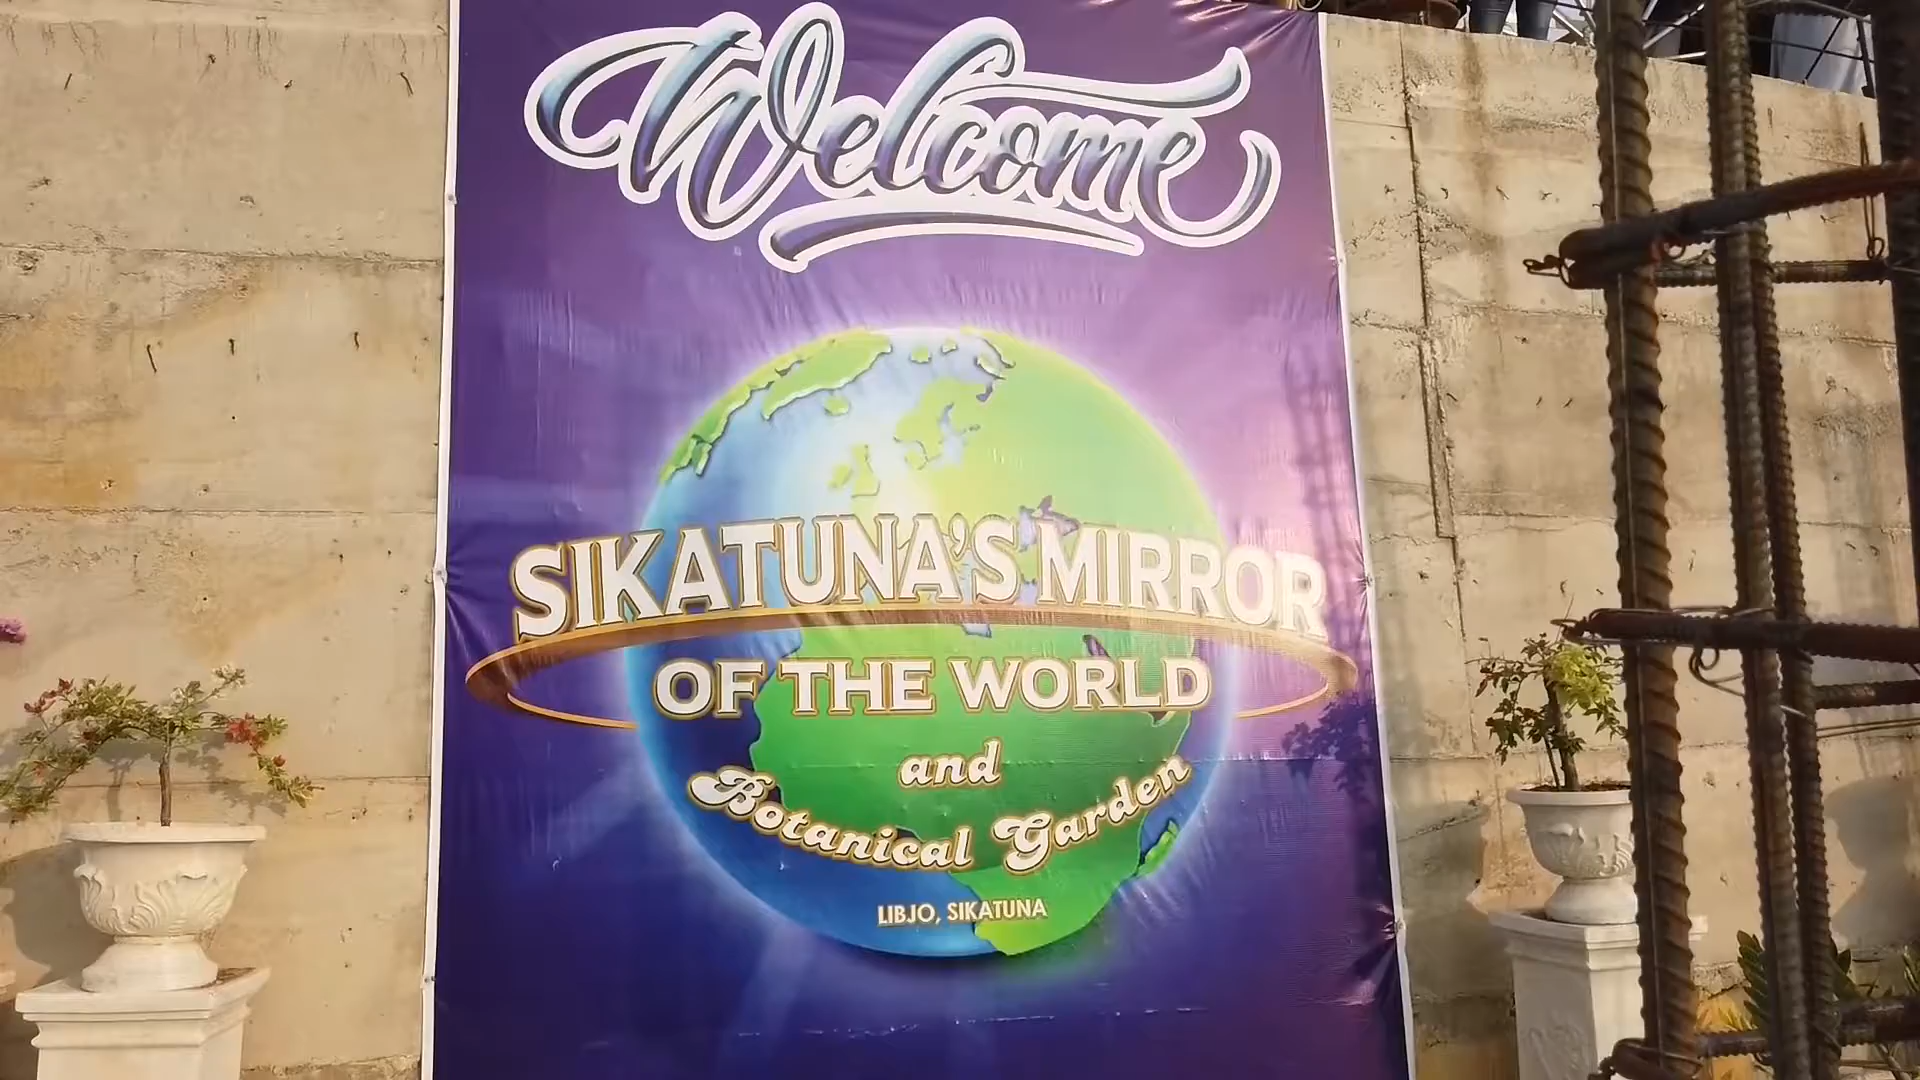 Welcome
SIKATUNA'S MIRROR
OF THE WORLD
and
Botanical Garden
LIBJO, SIKATUNA